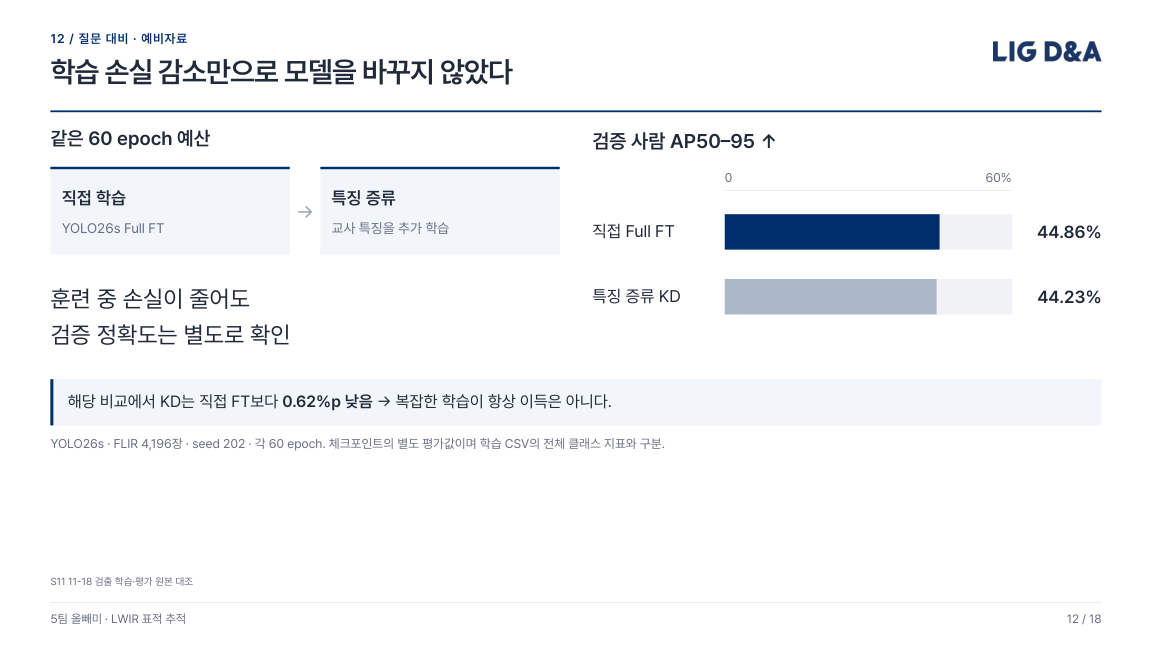 12 / 질문 대비 · 예비자료
학습 손실 감소만으로 모델을 바꾸지 않았다
LIG D&A
같은 60 epoch 예산
직접 학습
YOLO26s Full FT
→
특징 증류
교사 특징을 추가 학습
훈련 중 손실이 줄어도
검증 정확도는 별도로 확인
검증 사람 AP50–95 ↑
0 60%
직접 Full FT 44.86%
특징 증류 KD 44.23%
해당 비교에서 KD는 직접 FT보다 0.62%p 낮음 → 복잡한 학습이 항상 이득은 아니다.
YOLO26s · FLIR 4,196장 · seed 202 · 각 60 epoch. 체크포인트의 별도 평가값이며 학습 CSV의 전체 클래스 지표와 구분.
S11 11-18 검출 학습·평가 원본 대조
5팀 올빼미 · LWIR 표적 추적
12 / 18